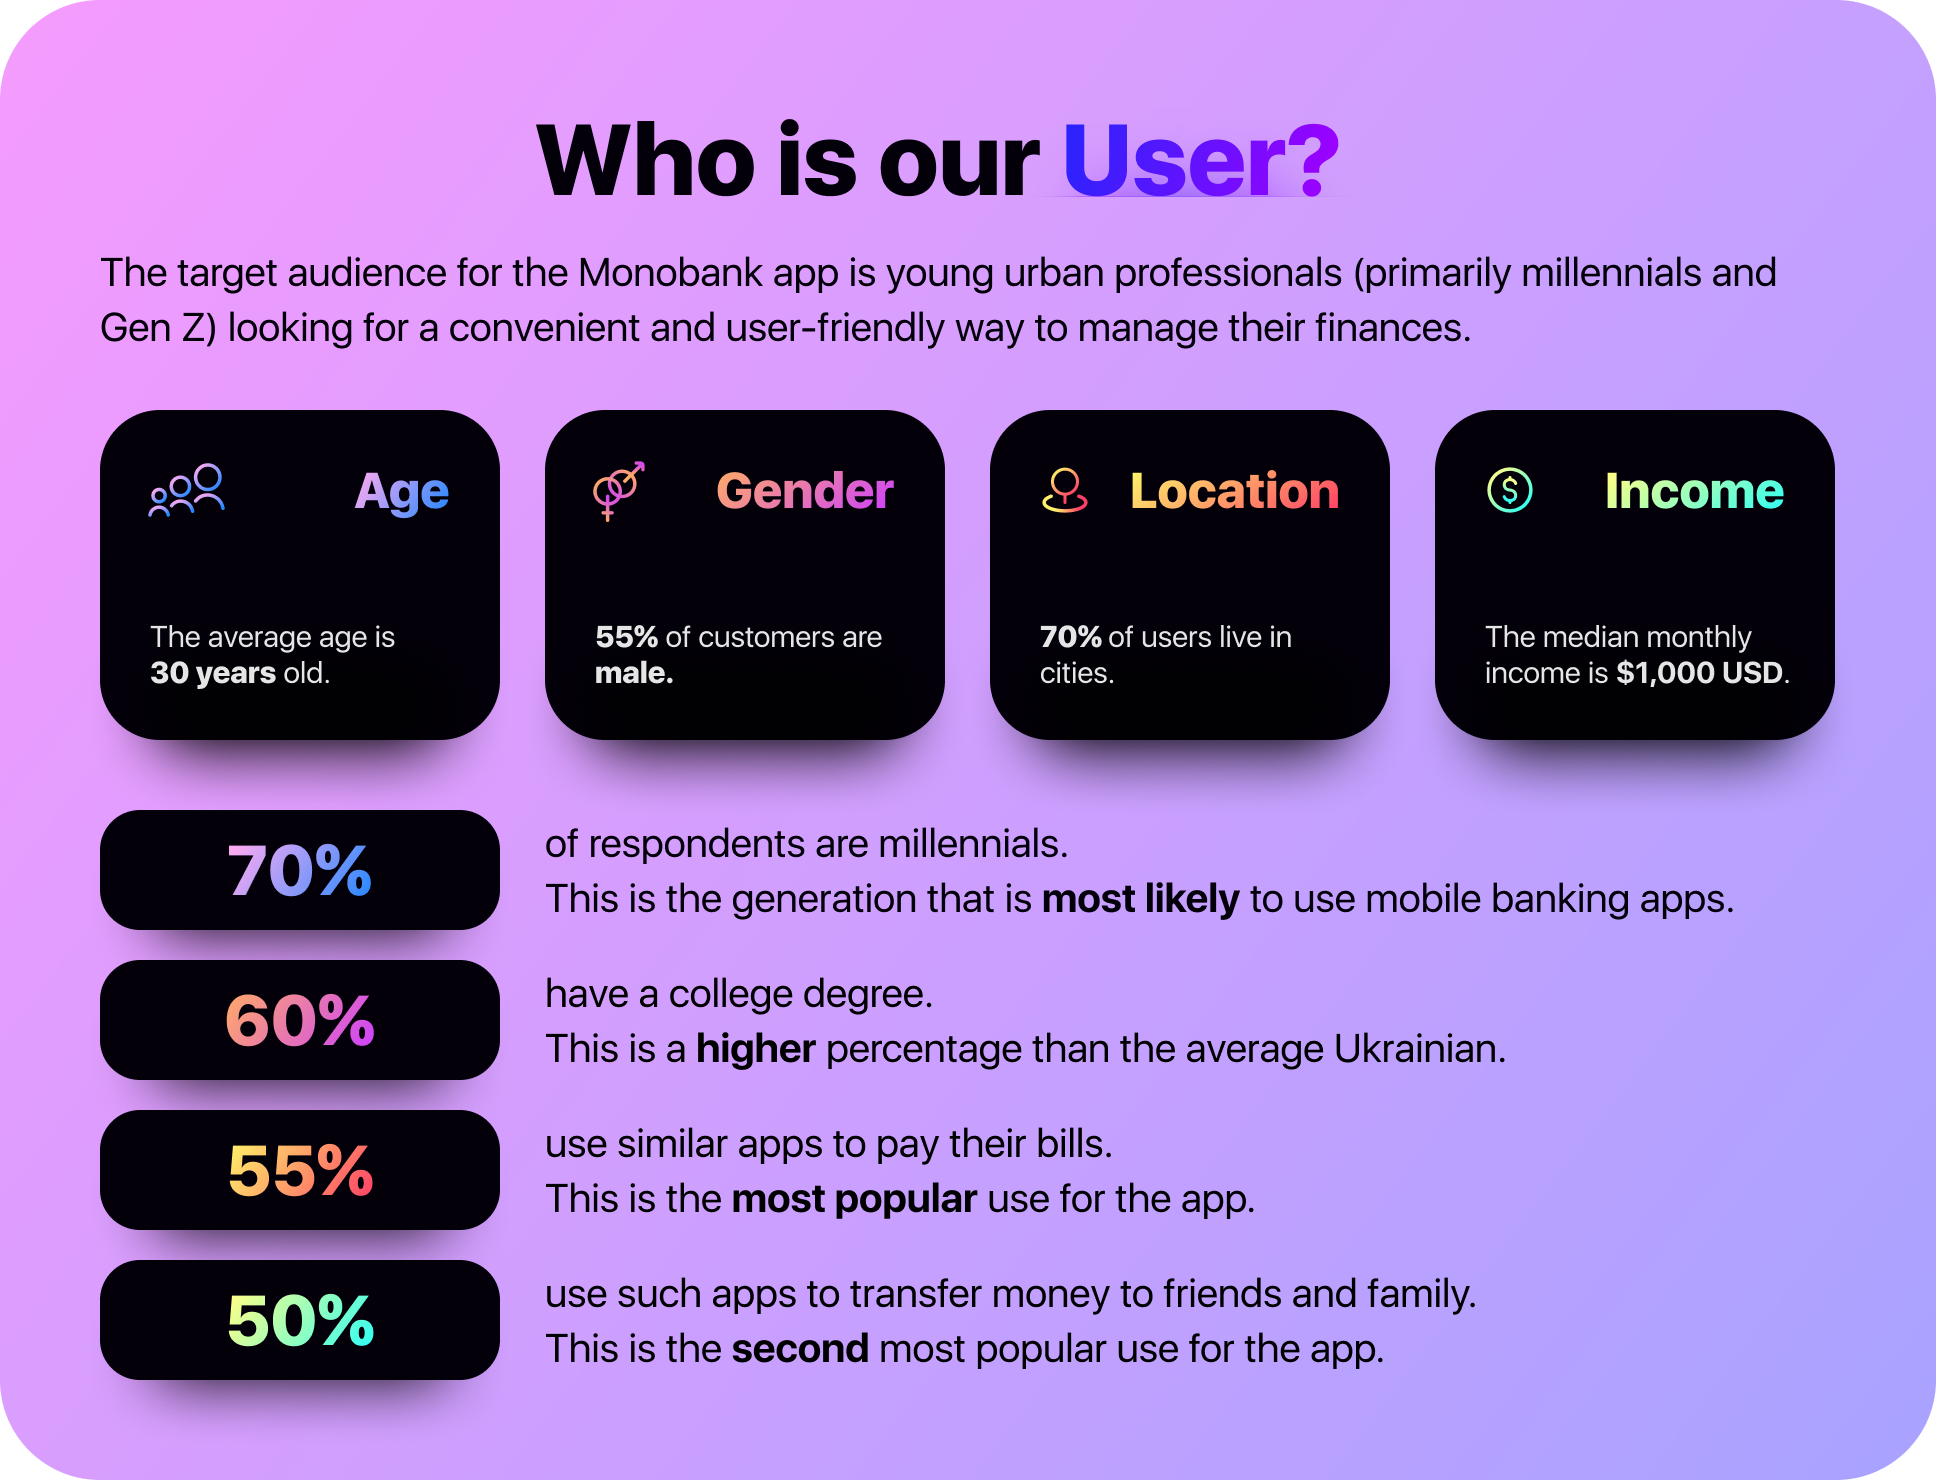 Who is our User?
The target audience for the Monobank app is young urban professionals (primarily millennials and
Gen Z) looking for a convenient and user-friendly way to manage their finances.
Age
The average age is
30 years old.
Gender
55% of customers are
male.
Location
70% of users live in
cities.
Income
The median monthly
income is $1,000 USD.
70%
of respondents are millennials.
This is the generation that is most likely to use mobile banking apps.
60%
have a college degree.
This is a higher percentage than the average Ukrainian.
55%
use similar apps to pay their bills.
This is the most popular use for the app.
50%
use such apps to transfer money to friends and family.
This is the second most popular use for the app.